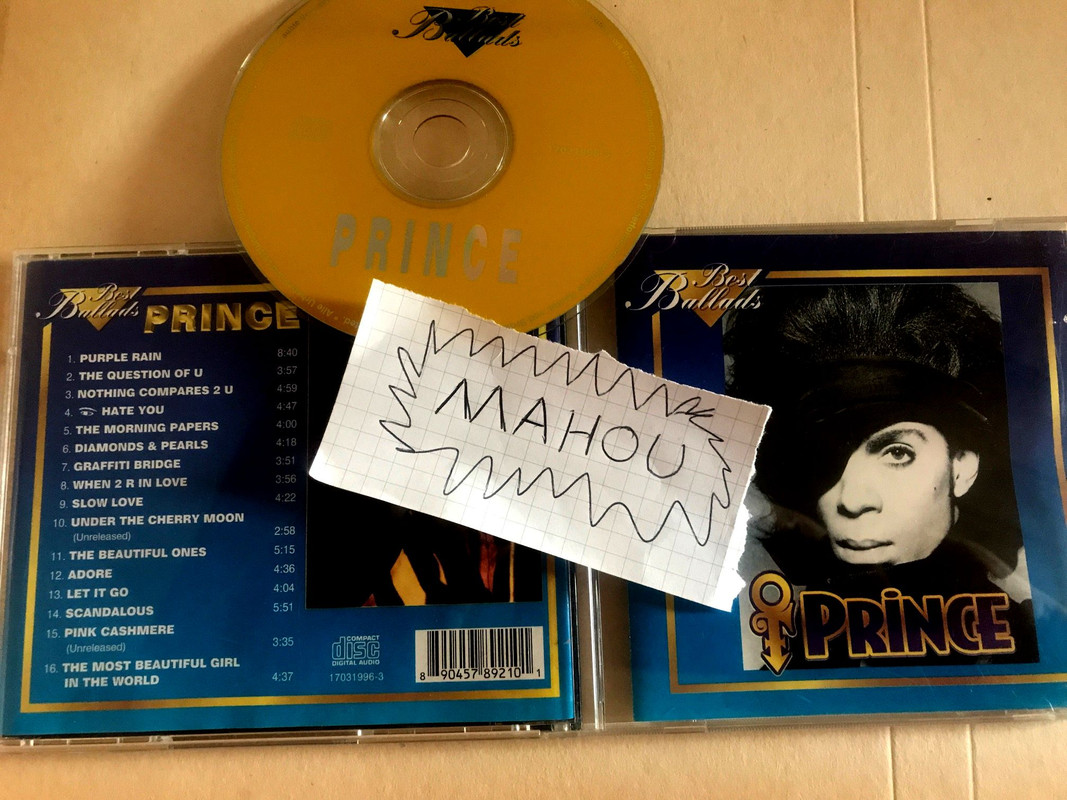 Best
Ballads
PRINCE
Best
Ballads PRINCE
1. PURPLE RAIN 8:40
2. THE QUESTION OF U 3:57
3. NOTHING COMPARES 2 U 4:59
4. 👁 HATE YOU 4:47
5. THE MORNING PAPERS 4:00
6. DIAMONDS & PEARLS 4:18
7. GRAFFITI BRIDGE 3:51
8. WHEN 2 R IN LOVE 3:56
9. SLOW LOVE 4:22
10. UNDER THE CHERRY MOON
(Unreleased) 2:58
11. THE BEAUTIFUL ONES 5:15
12. ADORE 4:36
13. LET IT GO 4:04
14. SCANDALOUS 5:51
15. PINK CASHMERE
(Unreleased) 3:35
16. THE MOST BEAUTIFUL GIRL
IN THE WORLD 4:37
COMPACT
disc
DIGITAL AUDIO
17031996-3
8 90457 89210 1
MAHOU
Best
Ballads
PRINCE